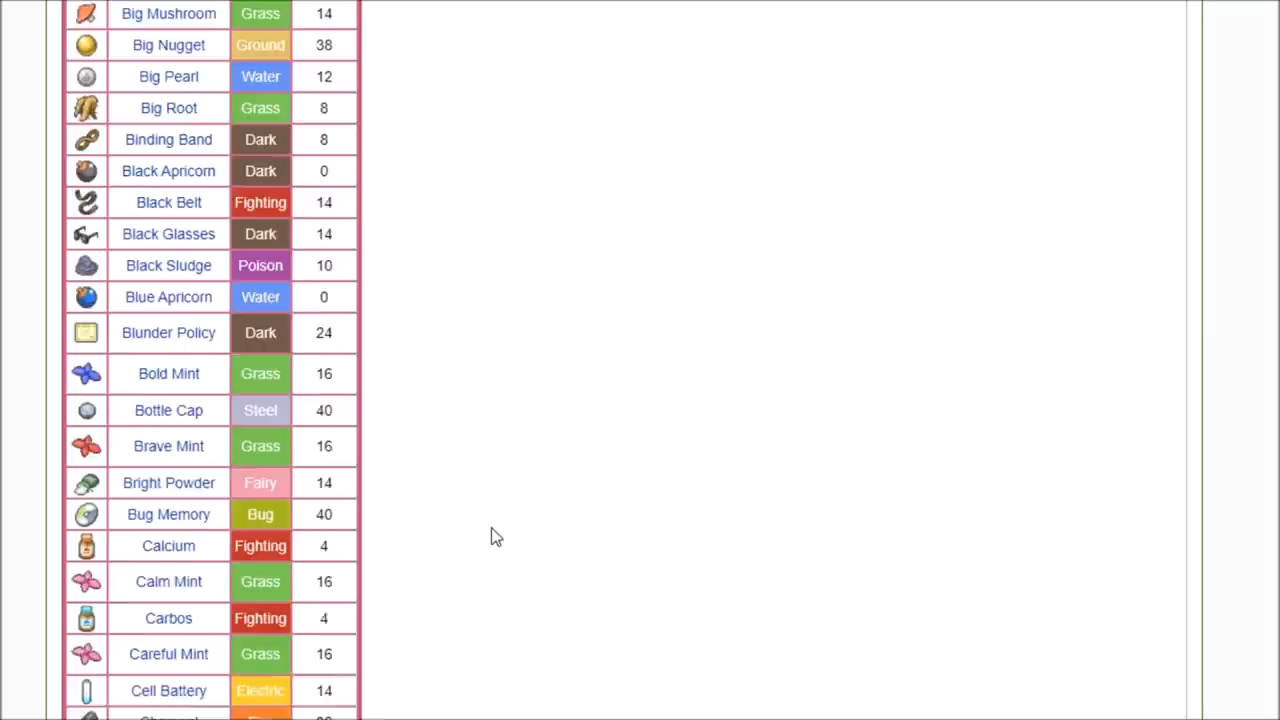 Big Mushroom Grass 14
Big Nugget Ground 38
Big Pearl Water 12
Big Root Grass 8
Binding Band Dark 8
Black Apricorn Dark 0
Black Belt Fighting 14
Black Glasses Dark 14
Black Sludge Poison 10
Blue Apricorn Water 0
Blunder Policy Dark 24
Bold Mint Grass 16
Bottle Cap Steel 40
Brave Mint Grass 16
Bright Powder Fairy 14
Bug Memory Bug 40
Calcium Fighting 4
Calm Mint Grass 16
Carbos Fighting 4
Careful Mint Grass 16
Cell Battery Electric 14